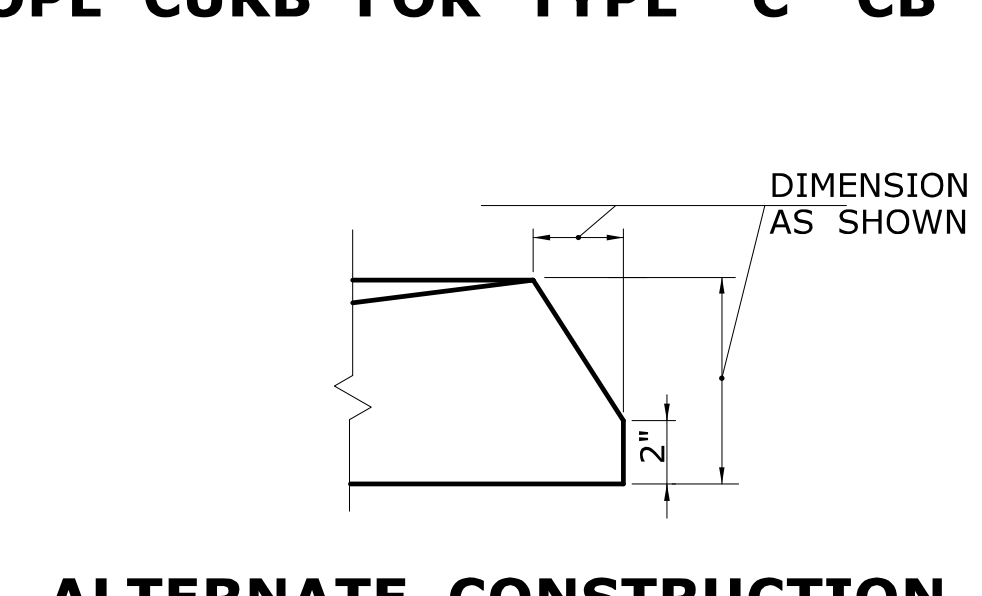 CURB FOR TYPE C CB
DIMENSION
AS SHOWN
2"
ALTERNATE CONSTRUCTION